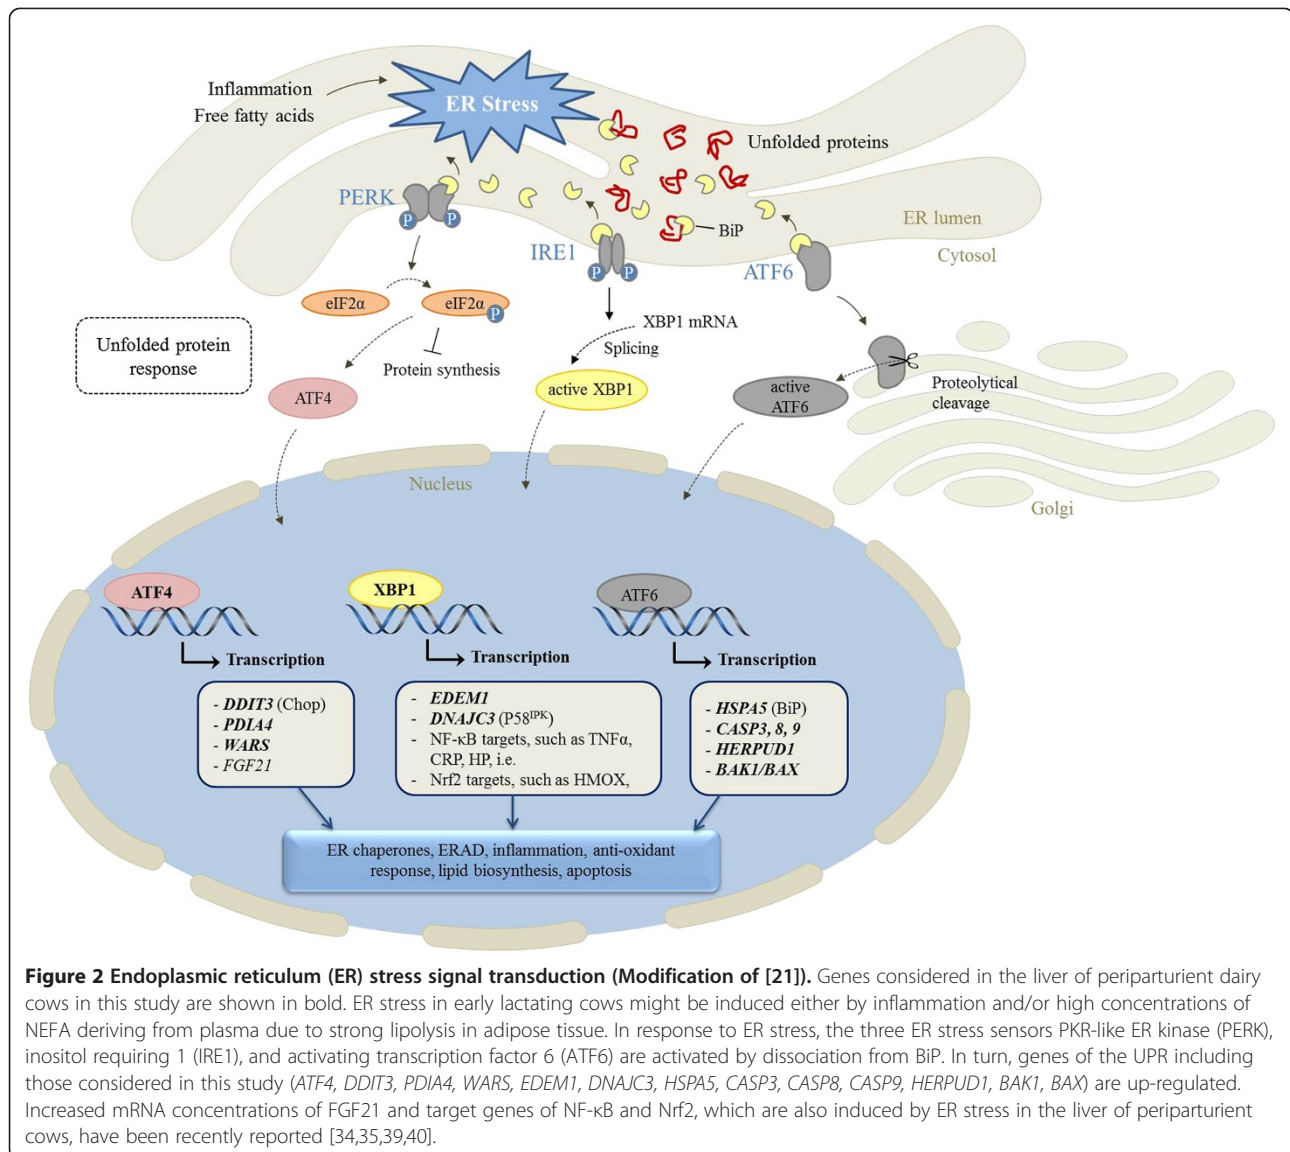 Inflammation
Free fatty acids
ER Stress
Unfolded proteins
PERK
P
P
BiP
ER lumen
Cytosol
IRE1
P
P
ATF6
eIF2α
eIF2α
P
Unfolded protein
response
Protein synthesis
XBP1 mRNA
Splicing
ATF4
active XBP1
active
ATF6
Proteolytical
cleavage
Golgi
Nucleus
ATF4
XBP1
ATF6
Transcription
Transcription
Transcription
- DDIT3 (Chop)
- PDIA4
- WARS
- FGF21
- EDEM1
- DNAJC3 (P58IPK)
- NF-κB targets, such as TNFα,
CRP, HP, i.e.
- Nrf2 targets, such as HMOX,
- HSPA5 (BiP)
- CASP3, 8, 9
- HERPUD1
- BAK1/BAX
ER chaperones, ERAD, inflammation, anti-oxidant
response, lipid biosynthesis, apoptosis
Figure 2 Endoplasmic reticulum (ER) stress signal transduction (Modification of [21]). Genes considered in the liver of periparturient dairy
cows in this study are shown in bold. ER stress in early lactating cows might be induced either by inflammation and/or high concentrations of
NEFA deriving from plasma due to strong lipolysis in adipose tissue. In response to ER stress, the three ER stress sensors PKR-like ER kinase (PERK),
inositol requiring 1 (IRE1), and activating transcription factor 6 (ATF6) are activated by dissociation from BiP. In turn, genes of the UPR including
those considered in this study (ATF4, DDIT3, PDIA4, WARS, EDEM1, DNAJC3, HSPA5, CASP3, CASP8, CASP9, HERPUD1, BAK1, BAX) are up-regulated.
Increased mRNA concentrations of FGF21 and target genes of NF-κB and Nrf2, which are also induced by ER stress in the liver of periparturient
cows, have been recently reported [34,35,39,40].